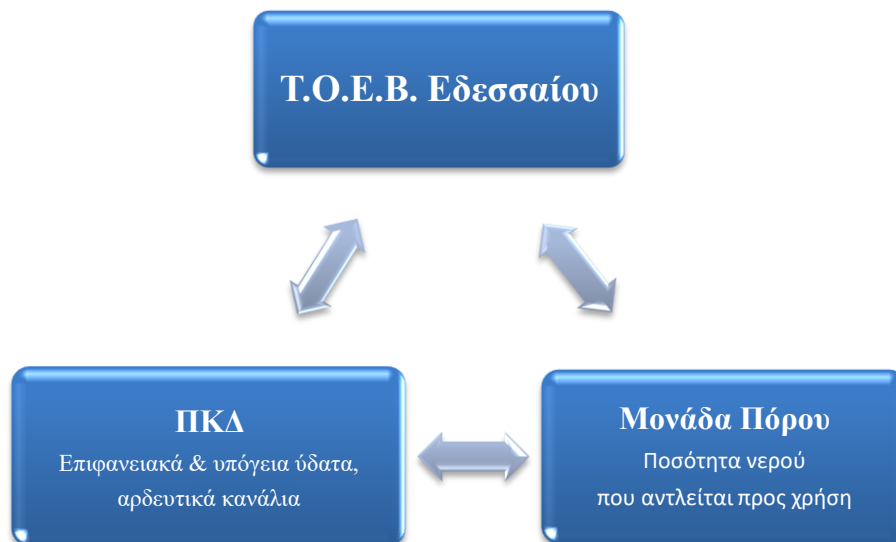 Τ.Ο.Ε.Β. Εδεσσαίου
ΠΚΔ
Επιφανειακά & υπόγεια ύδατα,
αρδευτικά κανάλια
Μονάδα Πόρου
Ποσότητα νερού
που αντλείται προς χρήση